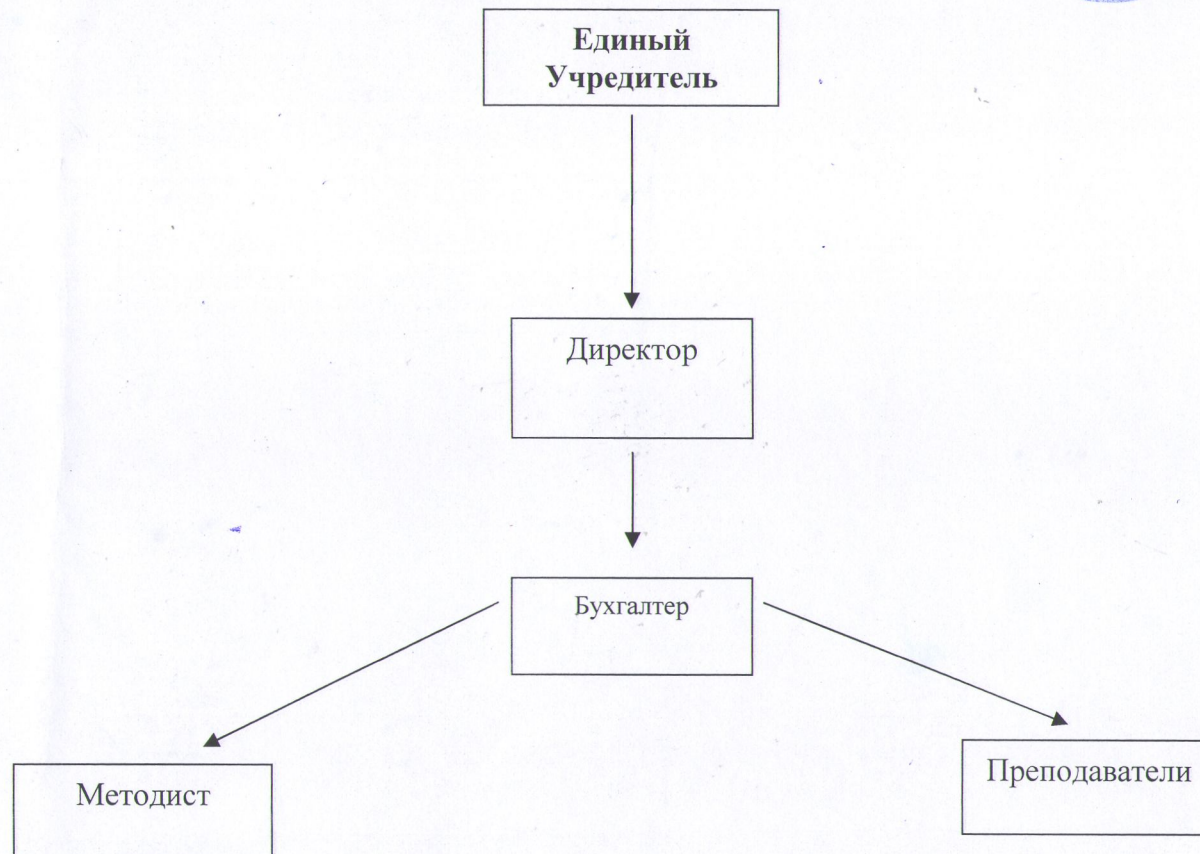 Единый
Учредитель
Директор
Бухгалтер
Методист
Преподаватели